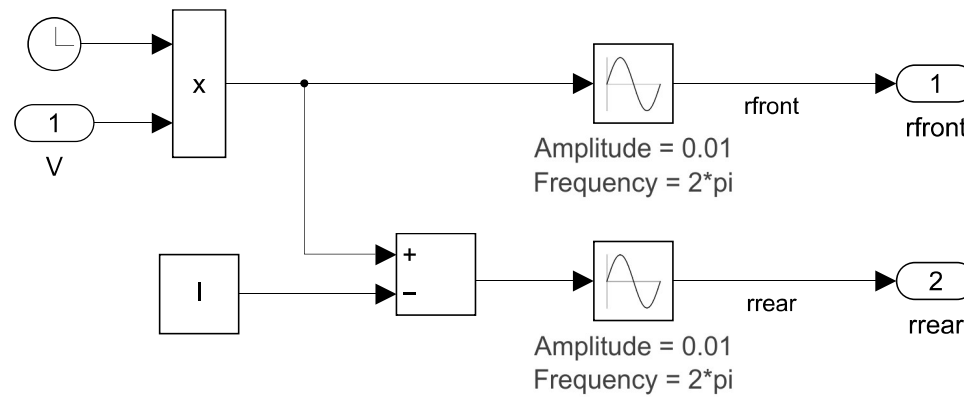 x
1
V
rfront
1
rfront
Amplitude = 0.01
Frequency = 2*pi
l
+
−
rrear
2
rrear
Amplitude = 0.01
Frequency = 2*pi